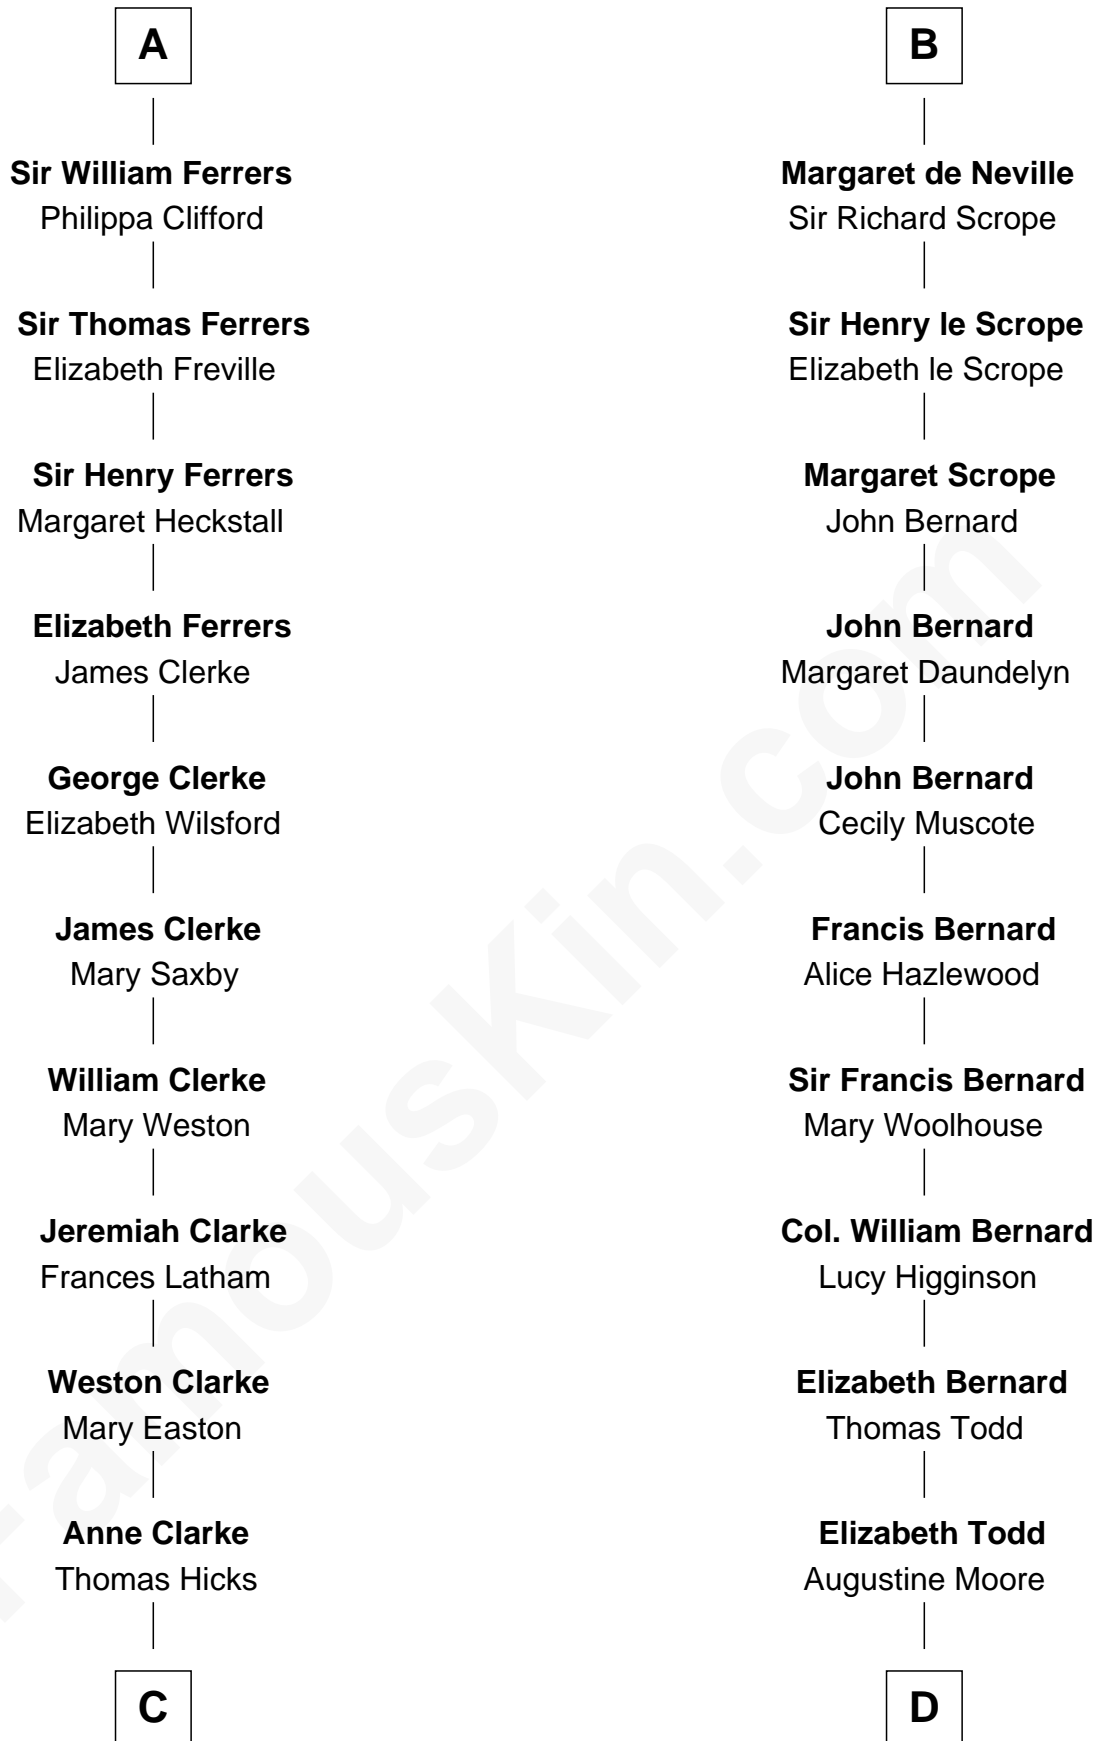 A
Sir William Ferrers
Philippa Clifford
Sir Thomas Ferrers
Elizabeth Freville
Sir Henry Ferrers
Margaret Heckstall
Elizabeth Ferrers
James Clerke
George Clerke
Elizabeth Wilsford
James Clerke
Mary Saxby
William Clerke
Mary Weston
Jeremiah Clarke
Frances Latham
Weston Clarke
Mary Easton
Anne Clarke
Thomas Hicks
C
B
Margaret de Neville
Sir Richard Scrope
Sir Henry le Scrope
Elizabeth le Scrope
Margaret Scrope
John Bernard
John Bernard
Margaret Daundelyn
John Bernard
Cecily Muscote
Francis Bernard
Alice Hazlewood
Sir Francis Bernard
Mary Woolhouse
Col. William Bernard
Lucy Higginson
Elizabeth Bernard
Thomas Todd
Elizabeth Todd
Augustine Moore
D
FamousKin.com